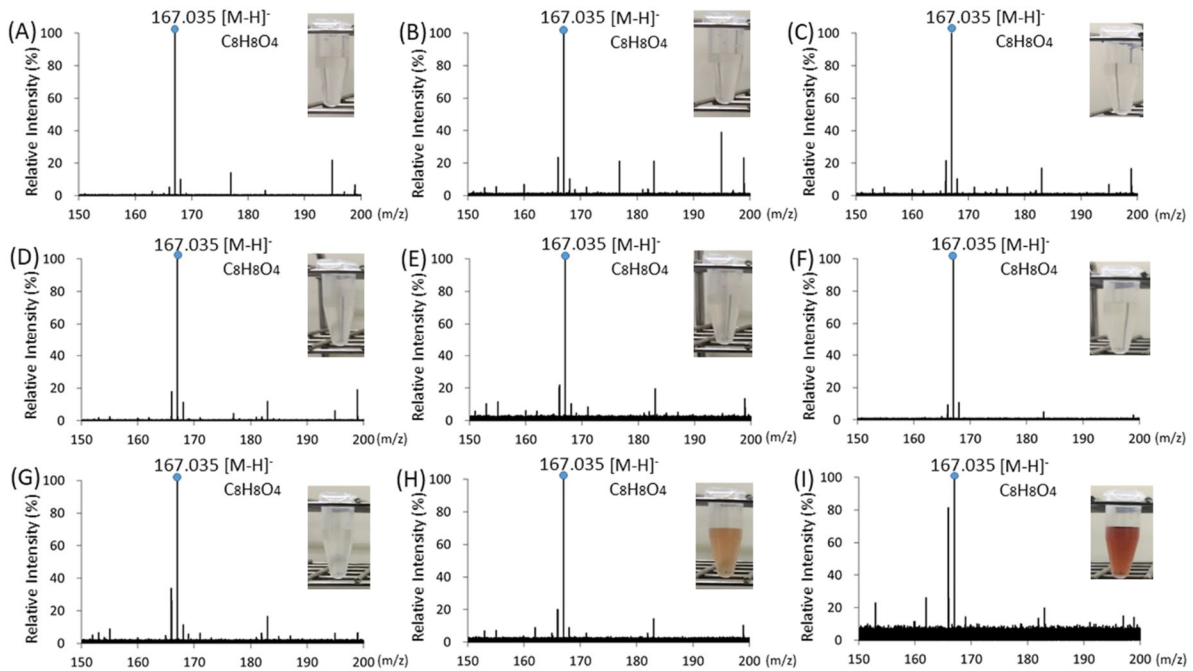 (A)
167.035 [M-H]-
C8H8O4
Relative Intensity (%)
100
80
60
40
20
0
150 160 170 180 190 200 (m/z)
(B)
167.035 [M-H]-
C8H8O4
Relative Intensity (%)
100
80
60
40
20
0
150 160 170 180 190 200 (m/z)
(C)
167.035 [M-H]-
C8H8O4
Relative Intensity (%)
100
80
60
40
20
0
150 160 170 180 190 200 (m/z)
(D)
167.035 [M-H]-
C8H8O4
Relative Intensity (%)
100
80
60
40
20
0
150 160 170 180 190 200 (m/z)
(E)
167.035 [M-H]-
C8H8O4
Relative Intensity (%)
100
80
60
40
20
0
150 160 170 180 190 200 (m/z)
(F)
167.035 [M-H]-
C8H8O4
Relative Intensity (%)
100
80
60
40
20
0
150 160 170 180 190 200 (m/z)
(G)
167.035 [M-H]-
C8H8O4
Relative Intensity (%)
100
80
60
40
20
0
150 160 170 180 190 200 (m/z)
(H)
167.035 [M-H]-
C8H8O4
Relative Intensity (%)
100
80
60
40
20
0
150 160 170 180 190 200 (m/z)
(I)
167.035 [M-H]-
C8H8O4
Relative Intensity (%)
100
80
60
40
20
0
150 160 170 180 190 200 (m/z)